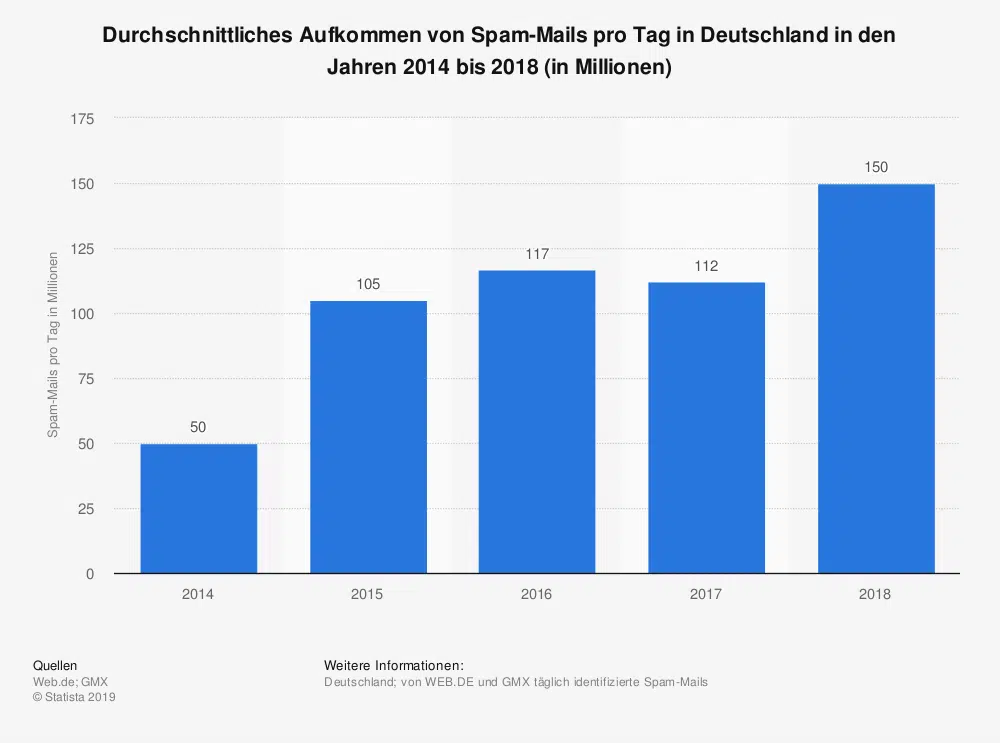 Durchschnittliches Aufkommen von Spam-Mails pro Tag in Deutschland in den
Jahren 2014 bis 2018 (in Millionen)
Spam-Mails pro Tag in Millionen
175
150
125
100
75
50
25
0
50
105
117
112
150
2014
2015
2016
2017
2018
Quellen
Web.de; GMX
© Statista 2019
Weitere Informationen:
Deutschland; von WEB.DE und GMX täglich identifizierte Spam-Mails